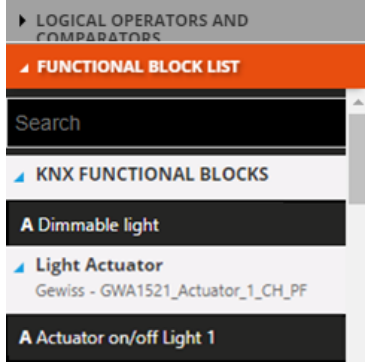 LOGICAL OPERATORS AND
COMPARATORS
FUNCTIONAL BLOCK LIST
Search
KNX FUNCTIONAL BLOCKS
A Dimmable light
Light Actuator
Gewiss - GWA1521_Actuator_1_CH_PF
A Actuator on/off Light 1